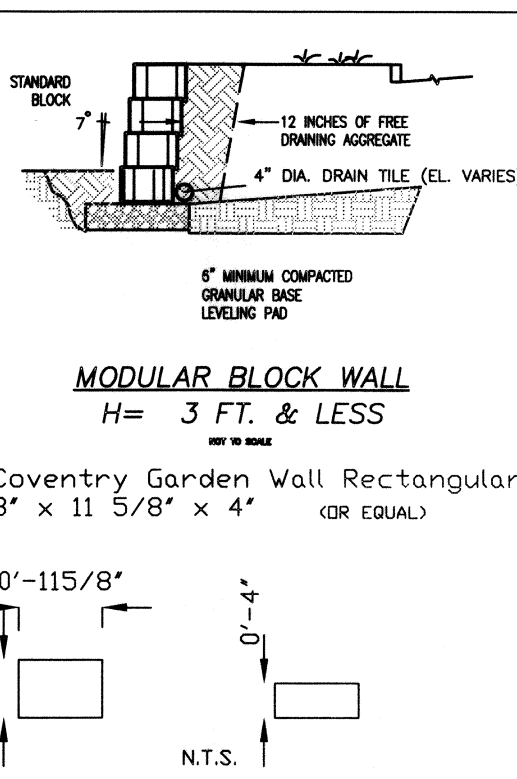 STANDARD
BLOCK
7°
12 INCHES OF FREE
DRAINING AGGREGATE
4" DIA. DRAIN TILE (EL. VARIES
6" MINIMUM COMPACTED
GRANULAR BASE
LEVELING PAD
MODULAR BLOCK WALL
H= 3 FT. & LESS
NOT TO SCALE
Coventry Garden Wall Rectangular
8" x 11 5/8" x 4" (OR EQUAL)
0'-115/8"
0'-4"
N.T.S.